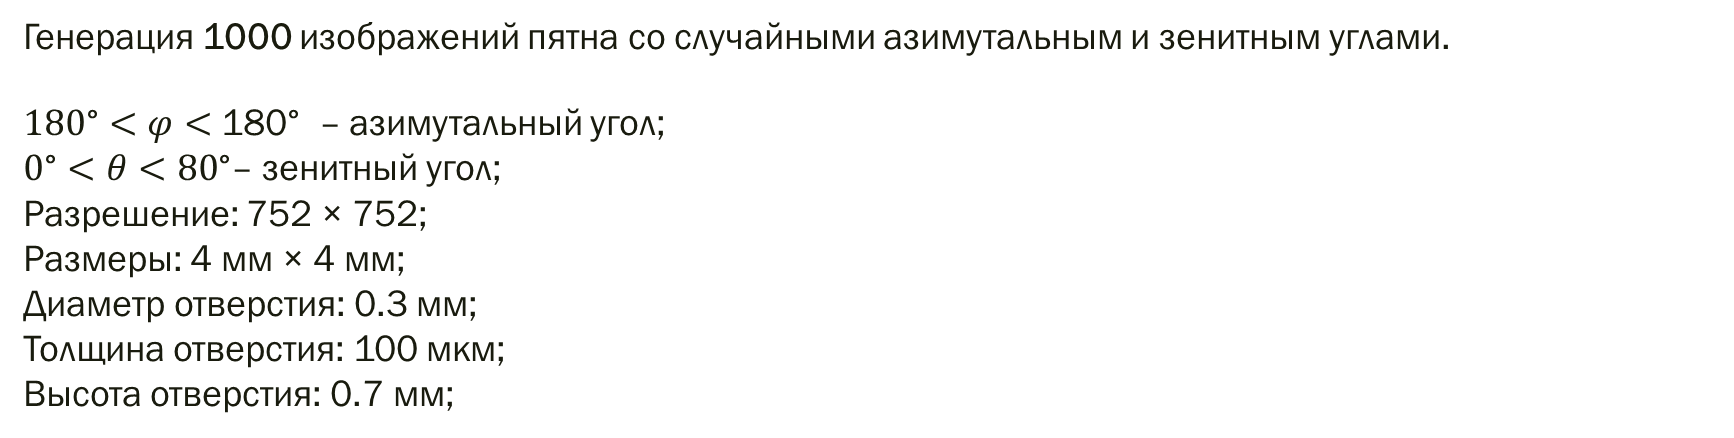 Генерация 1000 изображений пятна со случайными азимутальным и зенитным углами.
180° < φ < 180° – азимутальный угол;
0° < θ < 80°– зенитный угол;
Разрешение: 752 × 752;
Размеры: 4 мм × 4 мм;
Диаметр отверстия: 0.3 мм;
Толщина отверстия: 100 мкм;
Высота отверстия: 0.7 мм;